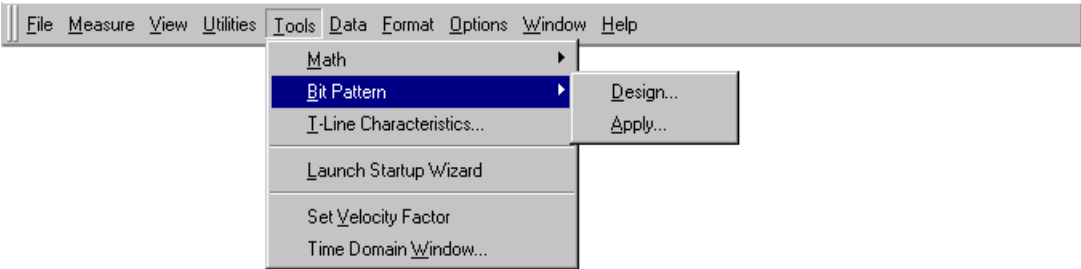 File Measure View Utilities Tools Data Format Options Window Help
Math
Bit Pattern Design...
T-Line Characteristics... Apply...
Launch Startup Wizard
Set Velocity Factor
Time Domain Window...